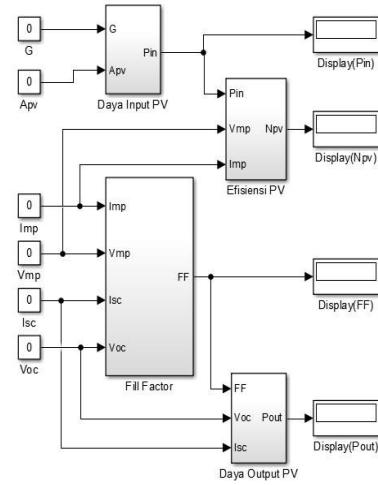 0
G
0
Apv
G
Apv
Pin
Daya Input PV
Display(Pin)
Pin
Vmp
Imp
Npv
Efisiensi PV
Display(Npv)
0
Imp
0
Vmp
0
Isc
0
Voc
Imp
Vmp
Isc
Voc
FF
Fill Factor
Display(FF)
FF
Voc
Isc
Pout
Daya Output PV
Display(Pout)